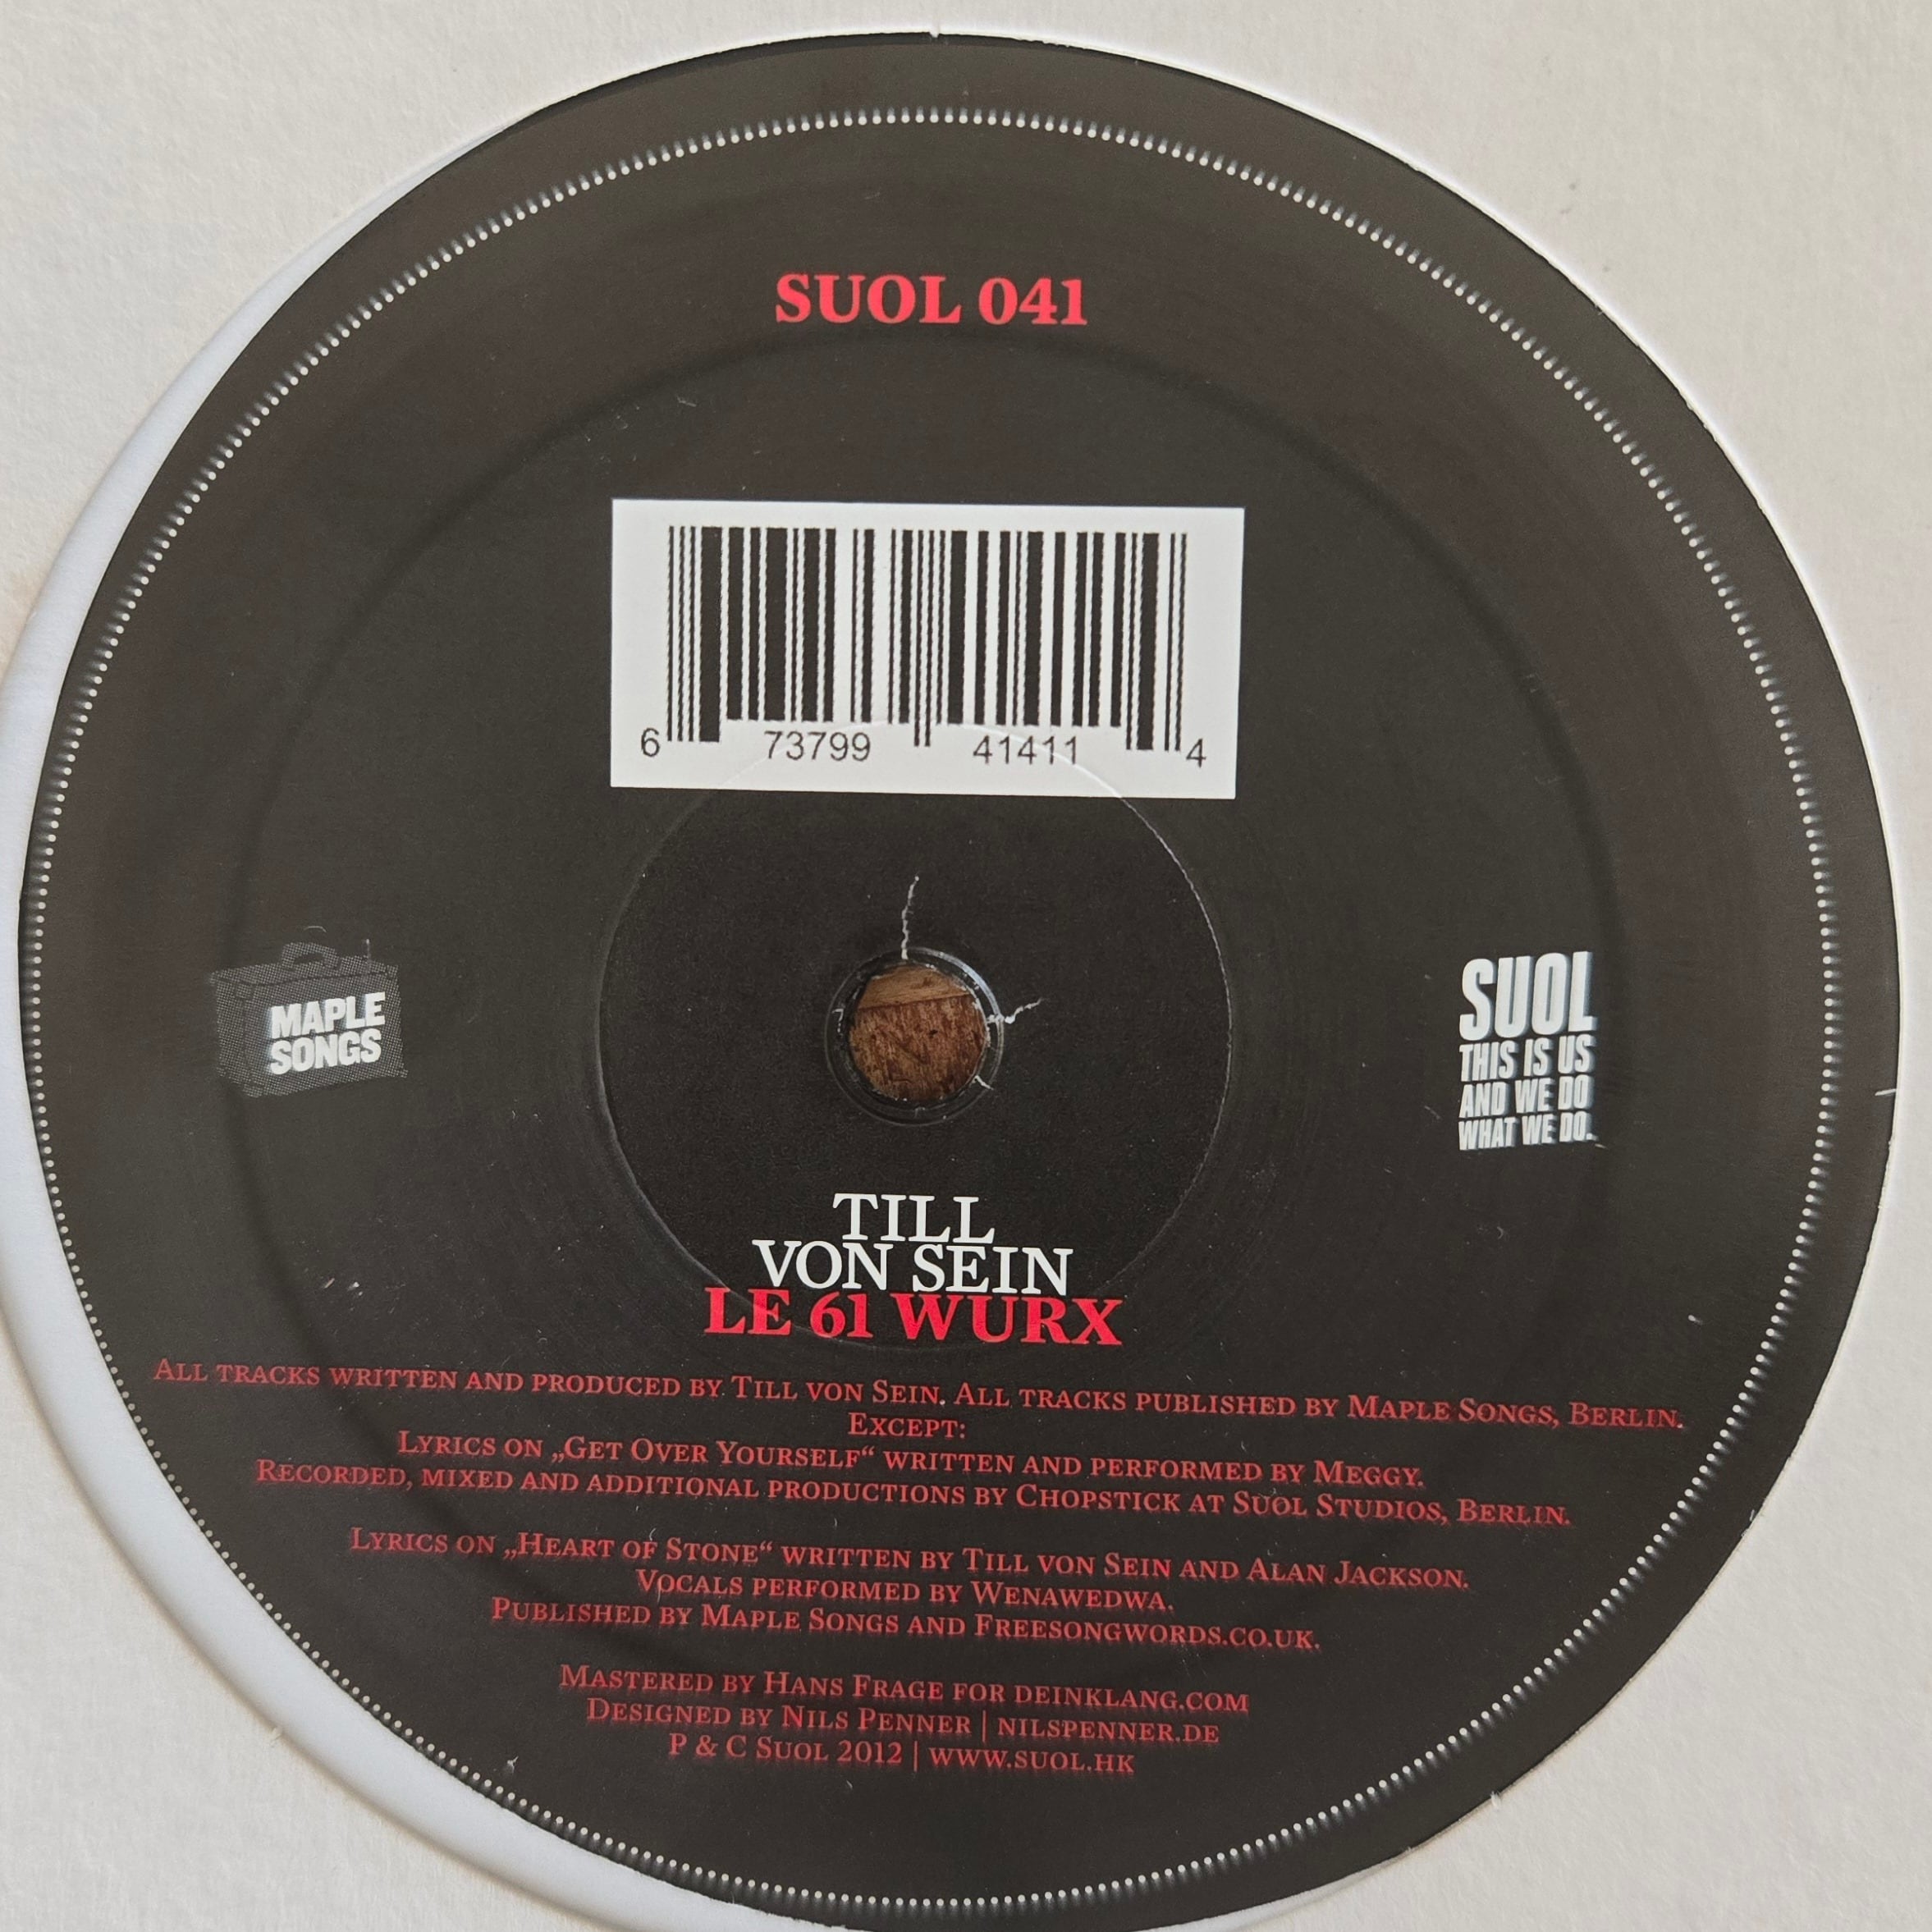 SUOL 041
6 73799 41411 4
MAPLE
SONGS
SUOL
THIS IS US
AND WE DO
WHAT WE DO.
TILL
VON SEIN
LE 61 WURX
ALL TRACKS WRITTEN AND PRODUCED BY TILL VON SEIN. ALL TRACKS PUBLISHED BY MAPLE SONGS, BERLIN.
EXCEPT:
LYRICS ON „GET OVER YOURSELF“ WRITTEN AND PERFORMED BY MEGGY.
RECORDED, MIXED AND ADDITIONAL PRODUCTIONS BY CHOPSTICK AT SUOL STUDIOS, BERLIN.
LYRICS ON „HEART OF STONE“ WRITTEN BY TILL VON SEIN AND ALAN JACKSON.
VOCALS PERFORMED BY WENAWEDWA.
PUBLISHED BY MAPLE SONGS AND FREESONGWORDS.CO.UK.
MASTERED BY HANS FRAGE FOR DEINKLANG.COM
DESIGNED BY NILS PENNER | NILSPENNER.DE
P & C SUOL 2012 | WWW.SUOL.HK